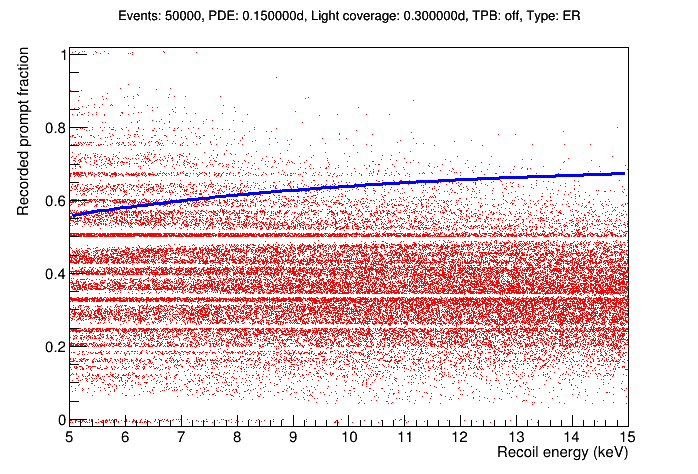 Events: 50000, PDE: 0.150000d, Light coverage: 0.300000d, TPB: off, Type: ER
Recorded prompt fraction
1
0.8
0.6
0.4
0.2
0
5 6 7 8 9 10 11 12 13 14 15
Recoil energy (keV)